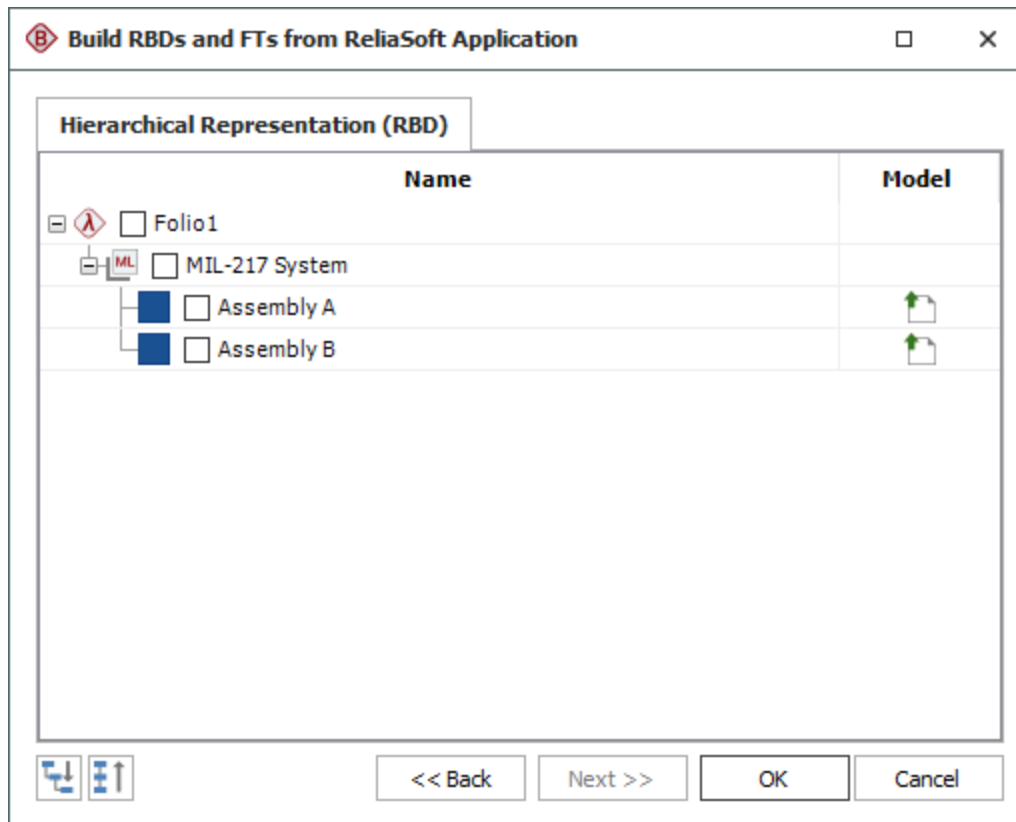 B Build RBDs and FTs from ReliaSoft Application
Hierarchical Representation (RBD)
Name Model
λ Folio1
ML MIL-217 System
Assembly A
Assembly B
<< Back Next >> OK Cancel